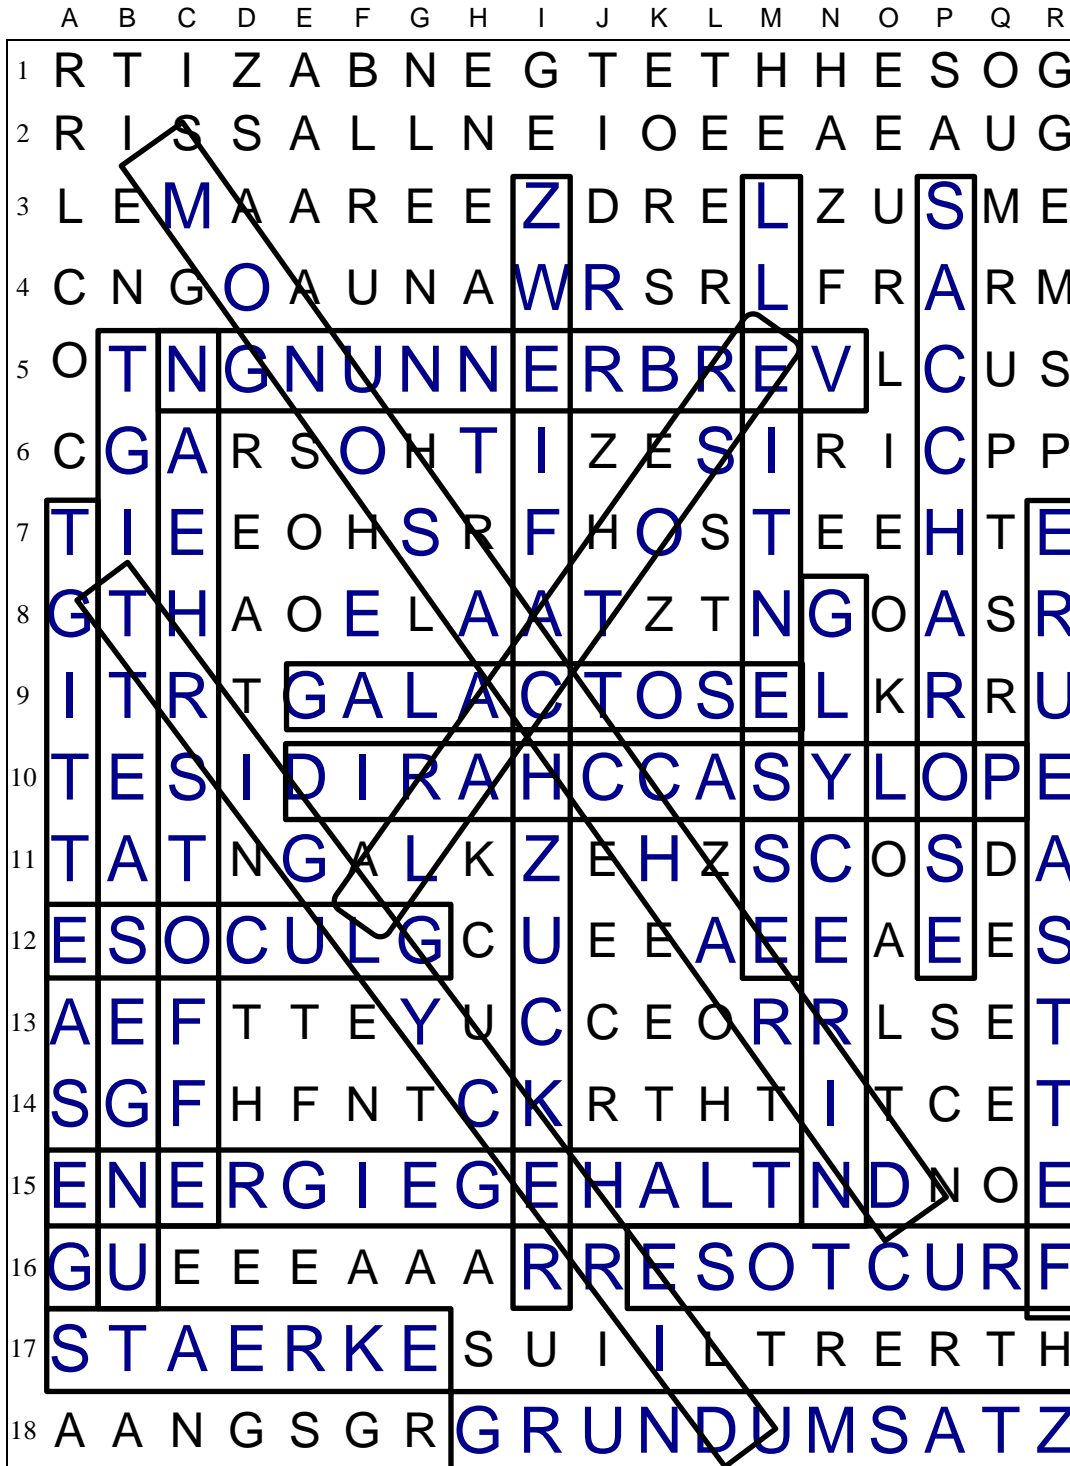 A B C D E F G H I J K L M N O P Q R
1 R T I Z A B N E G T E T H H E S O G
2 R I S S A L L N E I O E E A E A U G
3 L E M A A R E E Z D R E L Z U S M E
4 C N G O A U N A W R S R L F R A R M
5 O T N G N U N N E R B R E V L C U S
6 C G A R S O H T I Z E S I R I C P P
7 T I E E O H S R F H O S T E E H T E
8 G T H A O E L A A T Z T N G O A S R
9 I T R T G A L A C T O S E L K R R U
10 T E S I D I R A H C C A S Y L O P E
11 T A T N G A L K Z E H Z S C O S D A
12 E S O C U L G C U E E A E E A E E S
13 A E F T T E Y U C C E O R R L S E T
14 S G F H F N T C K R T H T I T C E T
15 E N E R G I E G E H A L T N D N O E
16 G U E E E A A A R R E S O T C U R F
17 S T A E R K E S U I I L T R E R T H
18 A A N G S G R G R U N D U M S A T Z